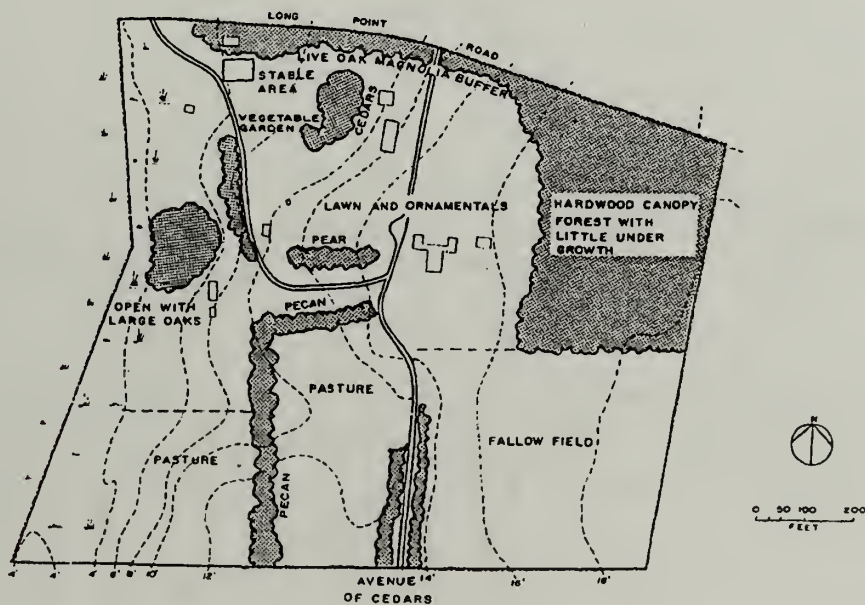 LONG POINT ROAD
LIVE OAK MAGNOLIA BUFFER
STABLE
AREA
CEDARS
VEGETABLE
GARDEN
LAWN AND ORNAMENTALS
HARDWOOD CANOPY
FOREST WITH
LITTLE UNDER
GROWTH
PEAR
PECAN
OPEN WITH
LARGE OAKS
PASTURE
FALLOW FIELD
PASTURE
PECAN
N
0 50 100 200
FEET
4' 4' 4' 6' 8' 10' 12' 14' 16' 18'
AVENUE
OF CEDARS